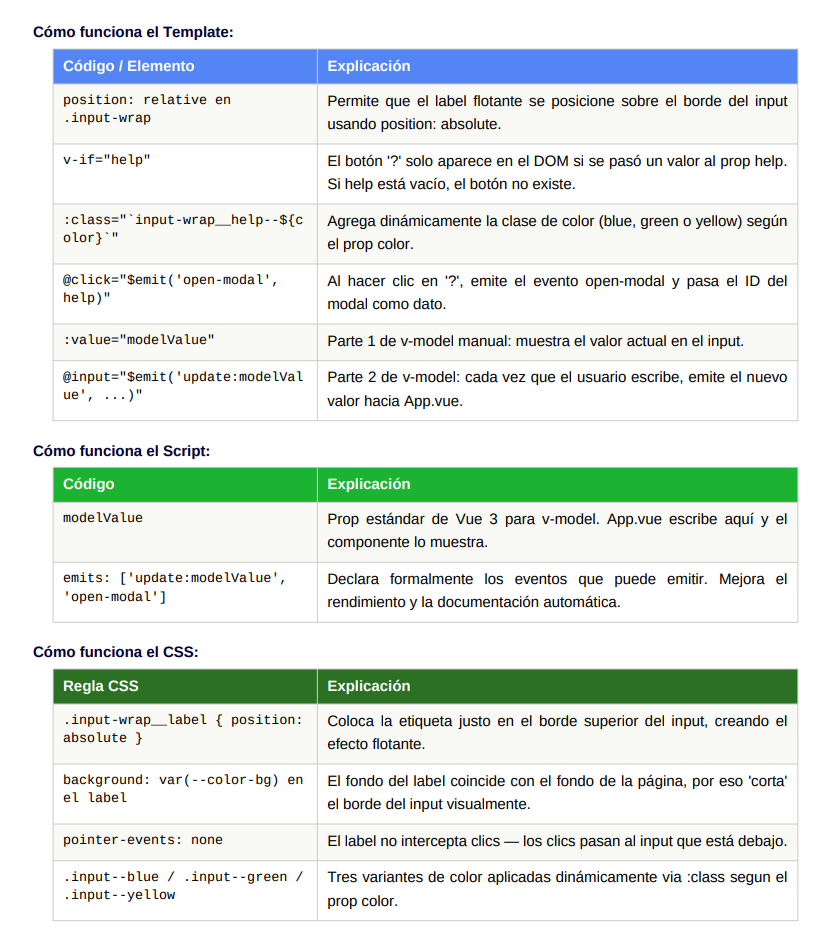 Cómo funciona el Template:
Código / Elemento Explicación
position: relative en
.input-wrap
Permite que el label flotante se posicione sobre el borde del input
usando position: absolute.
v-if="help"
El botón '?' solo aparece en el DOM si se pasó un valor al prop help.
Si help está vacío, el botón no existe.
:class="`input-wrap__help--${c
olor}`"
Agrega dinámicamente la clase de color (blue, green o yellow) según
el prop color.
@click="$emit('open-modal',
help)"
Al hacer clic en '?', emite el evento open-modal y pasa el ID del
modal como dato.
:value="modelValue"
Parte 1 de v-model manual: muestra el valor actual en el input.
@input="$emit('update:modelVal
ue', ...)"
Parte 2 de v-model: cada vez que el usuario escribe, emite el nuevo
valor hacia App.vue.
Cómo funciona el Script:
Código Explicación
modelValue
Prop estándar de Vue 3 para v-model. App.vue escribe aquí y el
componente lo muestra.
emits: ['update:modelValue',
'open-modal']
Declara formalmente los eventos que puede emitir. Mejora el
rendimiento y la documentación automática.
Cómo funciona el CSS:
Regla CSS Explicación
.input-wrap__label { position:
absolute }
Coloca la etiqueta justo en el borde superior del input, creando el
efecto flotante.
background: var(--color-bg) en
el label
El fondo del label coincide con el fondo de la página, por eso 'corta'
el borde del input visualmente.
pointer-events: none
El label no intercepta clics — los clics pasan al input que está debajo.
.input--blue / .input--green /
.input--yellow
Tres variantes de color aplicadas dinámicamente via :class segun el
prop color.